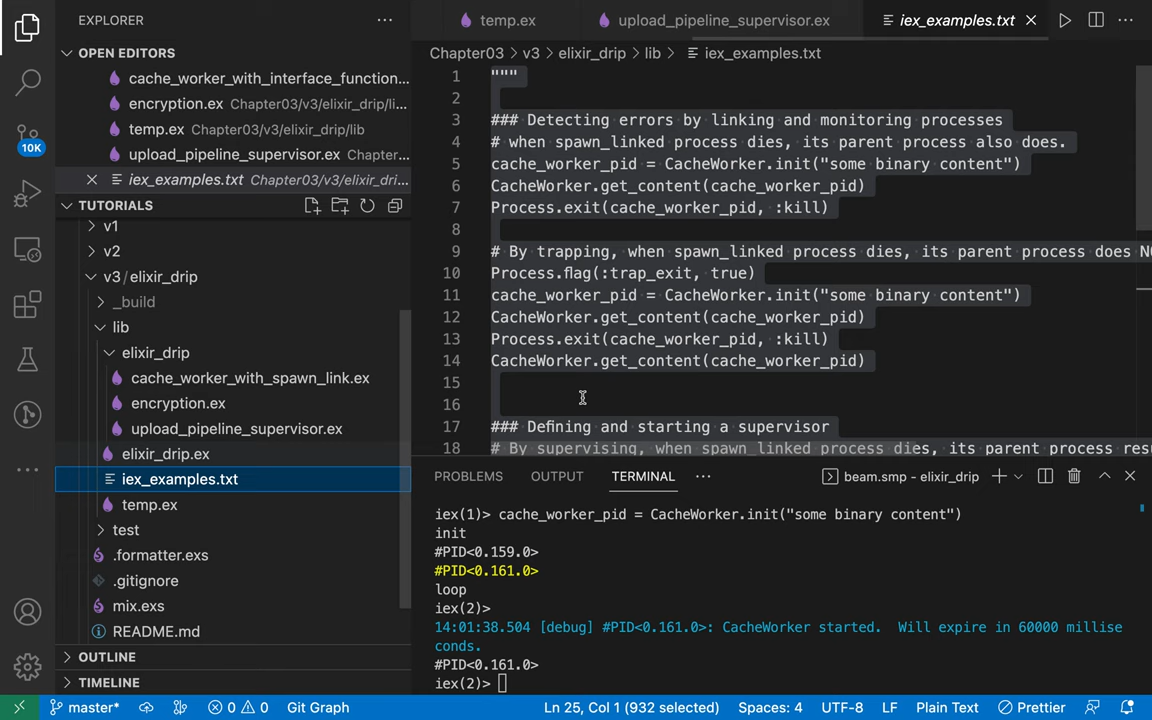 EXPLORER
OPEN EDITORS
cache_worker_with_interface_function...
encryption.ex Chapter03/v3/elixir_drip/li...
temp.ex Chapter03/v3/elixir_drip/lib
upload_pipeline_supervisor.ex Chapter...
iex_examples.txt Chapter03/v3/elixir_dri...
TUTORIALS
v1
v2
v3/elixir_drip
_build
lib
elixir_drip
cache_worker_with_spawn_link.ex
encryption.ex
upload_pipeline_supervisor.ex
elixir_drip.ex
iex_examples.txt
temp.ex
test
.formatter.exs
.gitignore
mix.exs
README.md
OUTLINE
TIMELINE
10K
temp.ex upload_pipeline_supervisor.ex iex_examples.txt
Chapter03 > v3 > elixir_drip > lib > iex_examples.txt
1 """
2
3 ### Detecting errors by linking and monitoring processes
4 # when spawn_linked process dies, its parent process also does.
5 cache_worker_pid = CacheWorker.init("some binary content")
6 CacheWorker.get_content(cache_worker_pid)
7 Process.exit(cache_worker_pid, :kill)
8
9 # By trapping, when spawn_linked process dies, its parent process does NO
10 Process.flag(:trap_exit, true)
11 cache_worker_pid = CacheWorker.init("some binary content")
12 CacheWorker.get_content(cache_worker_pid)
13 Process.exit(cache_worker_pid, :kill)
14 CacheWorker.get_content(cache_worker_pid)
15
16
17 ### Defining and starting a supervisor
18 # By supervising, when spawn_linked process dies, its parent process res
PROBLEMS OUTPUT TERMINAL ... beam.smp - elixir_drip
iex(1)> cache_worker_pid = CacheWorker.init("some binary content")
init
#PID<0.159.0>
#PID<0.161.0>
loop
iex(2)>
14:01:38.504 [debug] #PID<0.161.0>: CacheWorker started.  Will expire in 60000 millise
conds.
#PID<0.161.0>
iex(2)>
master* 0 0 Git Graph Ln 25, Col 1 (932 selected) Spaces: 4 UTF-8 LF Plain Text Prettier